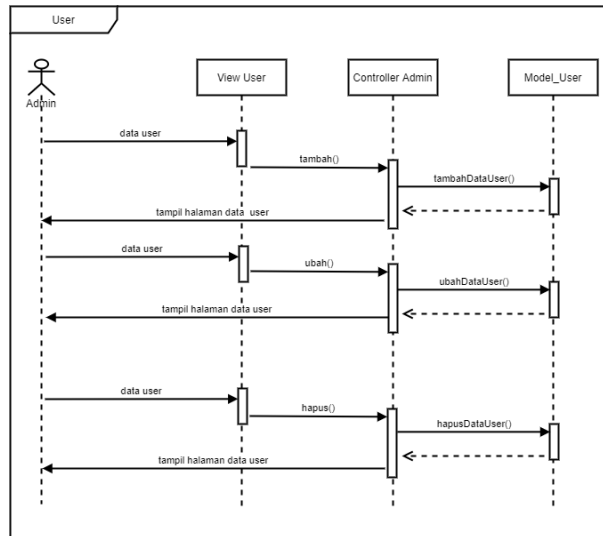 User
View User
Controller Admin
Model_User
Admin
data user
tambah()
tambahDataUser()
tampil halaman data user
data user
ubah()
ubahDataUser()
tampil halaman data user
data user
hapus()
hapusDataUser()
tampil halaman data user